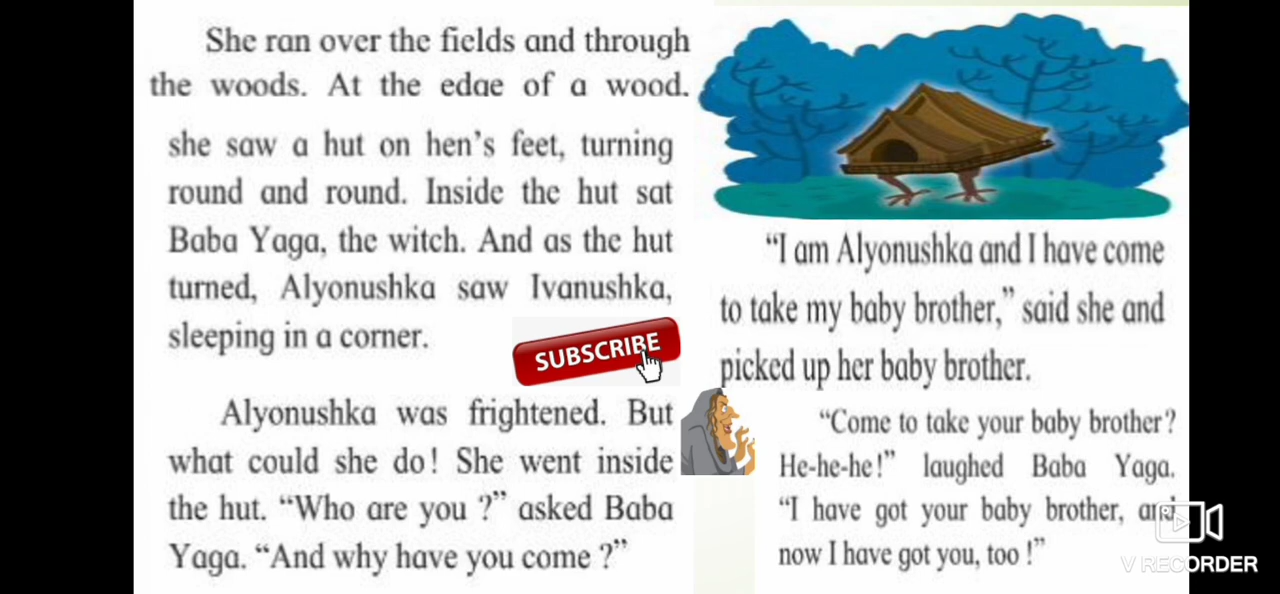 She ran over the fields and through
the woods. At the edge of a wood.
she saw a hut on hen's feet, turning
round and round. Inside the hut sat
Baba Yaga, the witch. And as the hut
turned, Alyonushka saw Ivanushka,
sleeping in a corner.
SUBSCRIBE
Alyonushka was frightened. But
what could she do! She went inside
the hut. “Who are you ?” asked Baba
Yaga. “And why have you come ?”
“I am Alyonushka and I have come
to take my baby brother,” said she and
picked up her baby brother.
“Come to take your baby brother?
He-he-he!” laughed Baba Yaga.
“I have got your baby brother, and
now I have got you, too !”
V RECORDER